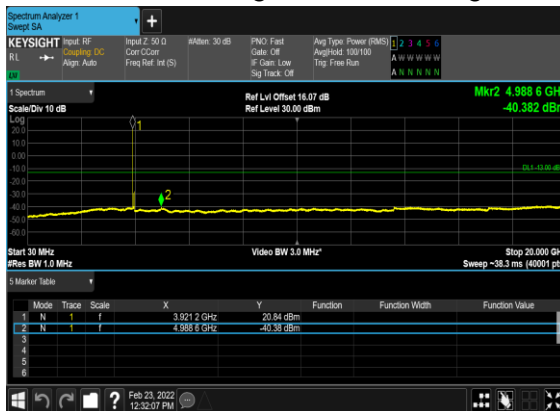 Spectrum Analyzer 1
Swept SA
KEYSIGHT Input: RF Input Z: 50 Ω #Atten: 30 dB PNO: Fast Avg Type: Power (RMS) 1 2 3 4 5 6
RL Coupling: DC Corr CCorr Gate: Off Avg|Hold: 100/100 A W W W W W
Align: Auto Freq Ref: Int (S) IF Gain: Low Trig: Free Run A N N N N N
LXI Sig Track: Off
1 Spectrum Ref Lvl Offset 16.07 dB Mkr2 4.988 6 GH
Scale/Div 10 dB Ref Level 30.00 dBm -40.382 dBr
Log 1
20.0
10.0
0.00
-10.0 DL1 -13.00 dB
-20.0
-30.0 2
-40.0
-50.0
-60.0
Start 30 MHz Video BW 3.0 MHz* Stop 20.000 GH
#Res BW 1.0 MHz Sweep ~38.3 ms (40001 pt
5 Marker Table
Mode Trace Scale X Y Function Function Width Function Value
1 N 1 f 3.921 2 GHz 20.84 dBm
2 N 1 f 4.988 6 GHz -40.38 dBm
3
4
5
6
? Feb 23, 2022
12:32:07 PM